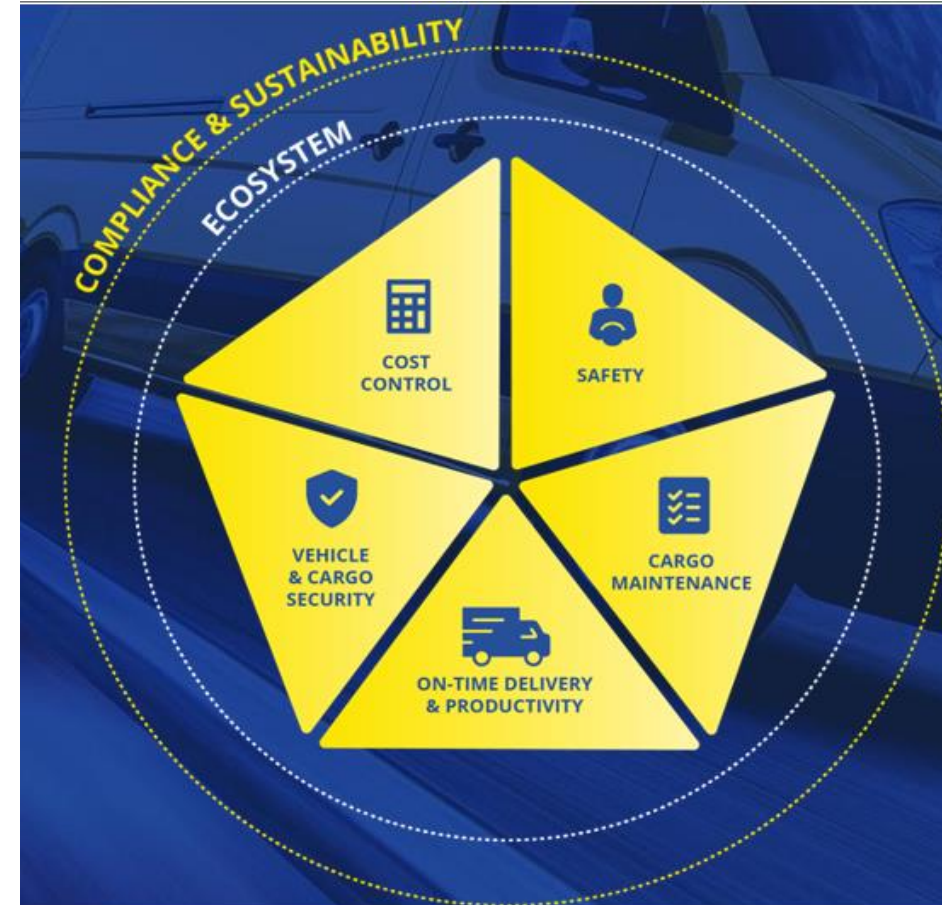 COMPLIANCE & SUSTAINABILITY
ECOSYSTEM
COST
CONTROL
SAFETY
VEHICLE
& CARGO
SECURITY
CARGO
MAINTENANCE
ON-TIME DELIVERY
& PRODUCTIVITY